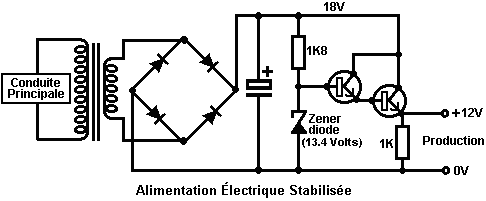 18V
1K8
Conduite
Principale
+
Zener
diode
(13.4 Volts)
+12V
1K
Production
0V
Alimentation Électrique Stabilisée